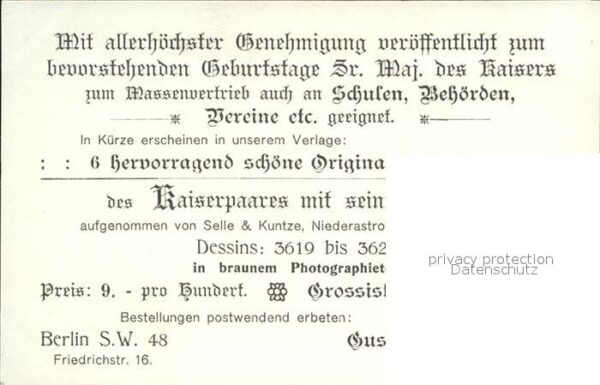 Mit allerhöchster Genehmigung veröffentlicht zum
bevorstehenden Geburtstage Sr. Maj. des Kaisers
zum Massenvertrieb auch an Schulen, Behörden,
Vereine etc. geeignet.
In Kürze erscheinen in unserem Verlage:
: : 6 hervorragend schöne Origina
des Kaiserpaares mit sein
aufgenommen von Selle & Kuntze, Niederastro
Dessins: 3619 bis 362
in braunem Photographiet
Preis: 9. - pro Hundert. Grossist
Bestellungen postwendend erbeten:
Berlin S.W. 48 Gus
Friedrichstr. 16.
privacy protection
Datenschutz